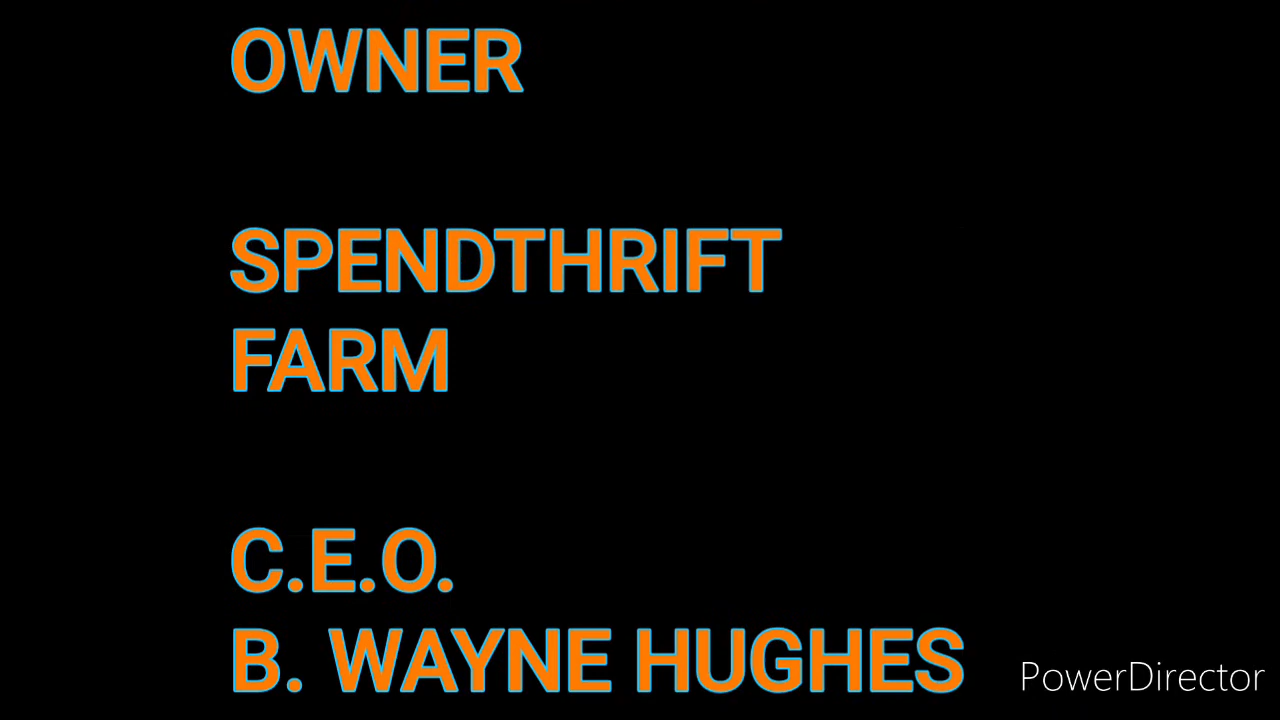 OWNER
SPENDTHRIFT
FARM
C.E.O.
B. WAYNE HUGHES
PowerDirector